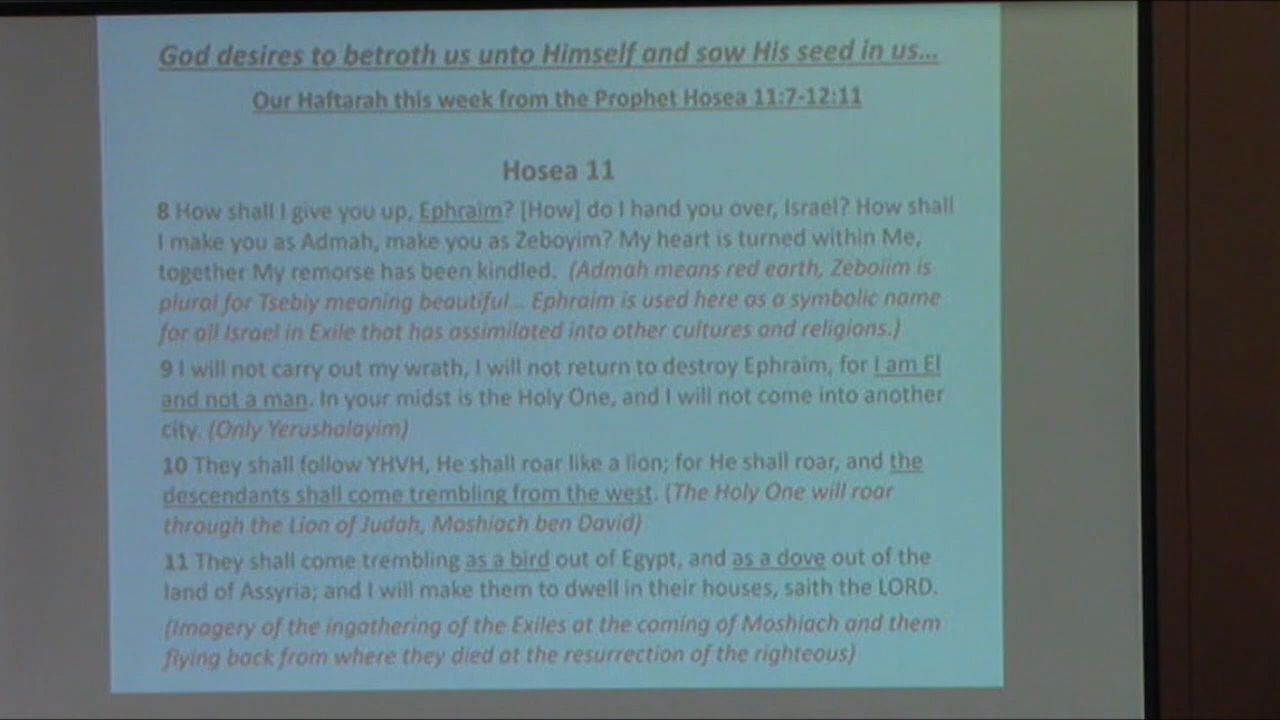 God desires to betroth us unto Himself and sow His seed in us...
Our Haftarah this week from the Prophet Hosea 11:7-12:11
Hosea 11
8 How shall I give you up, Ephraim? [How] do I hand you over, Israel? How shall
I make you as Admah, make you as Zeboyim? My heart is turned within Me,
together My remorse has been kindled. (Admah means red earth, Zeboiim is
plural for Tsebiy meaning beautiful... Ephraim is used here as a symbolic name
for all Israel in Exile that has assimilated into other cultures and religions.)
9 I will not carry out my wrath, I will not return to destroy Ephraim, for I am El
and not a man. In your midst is the Holy One, and I will not come into another
city. (Only Yerushalayim)
10 They shall follow YHVH, He shall roar like a lion; for He shall roar, and the
descendants shall come trembling from the west. (The Holy One will roar
through the Lion of Judah, Moshiach ben David)
11 They shall come trembling as a bird out of Egypt, and as a dove out of the
land of Assyria; and I will make them to dwell in their houses, saith the LORD.
(Imagery of the ingathering of the Exiles at the coming of Moshiach and them
flying back from where they died at the resurrection of the righteous)